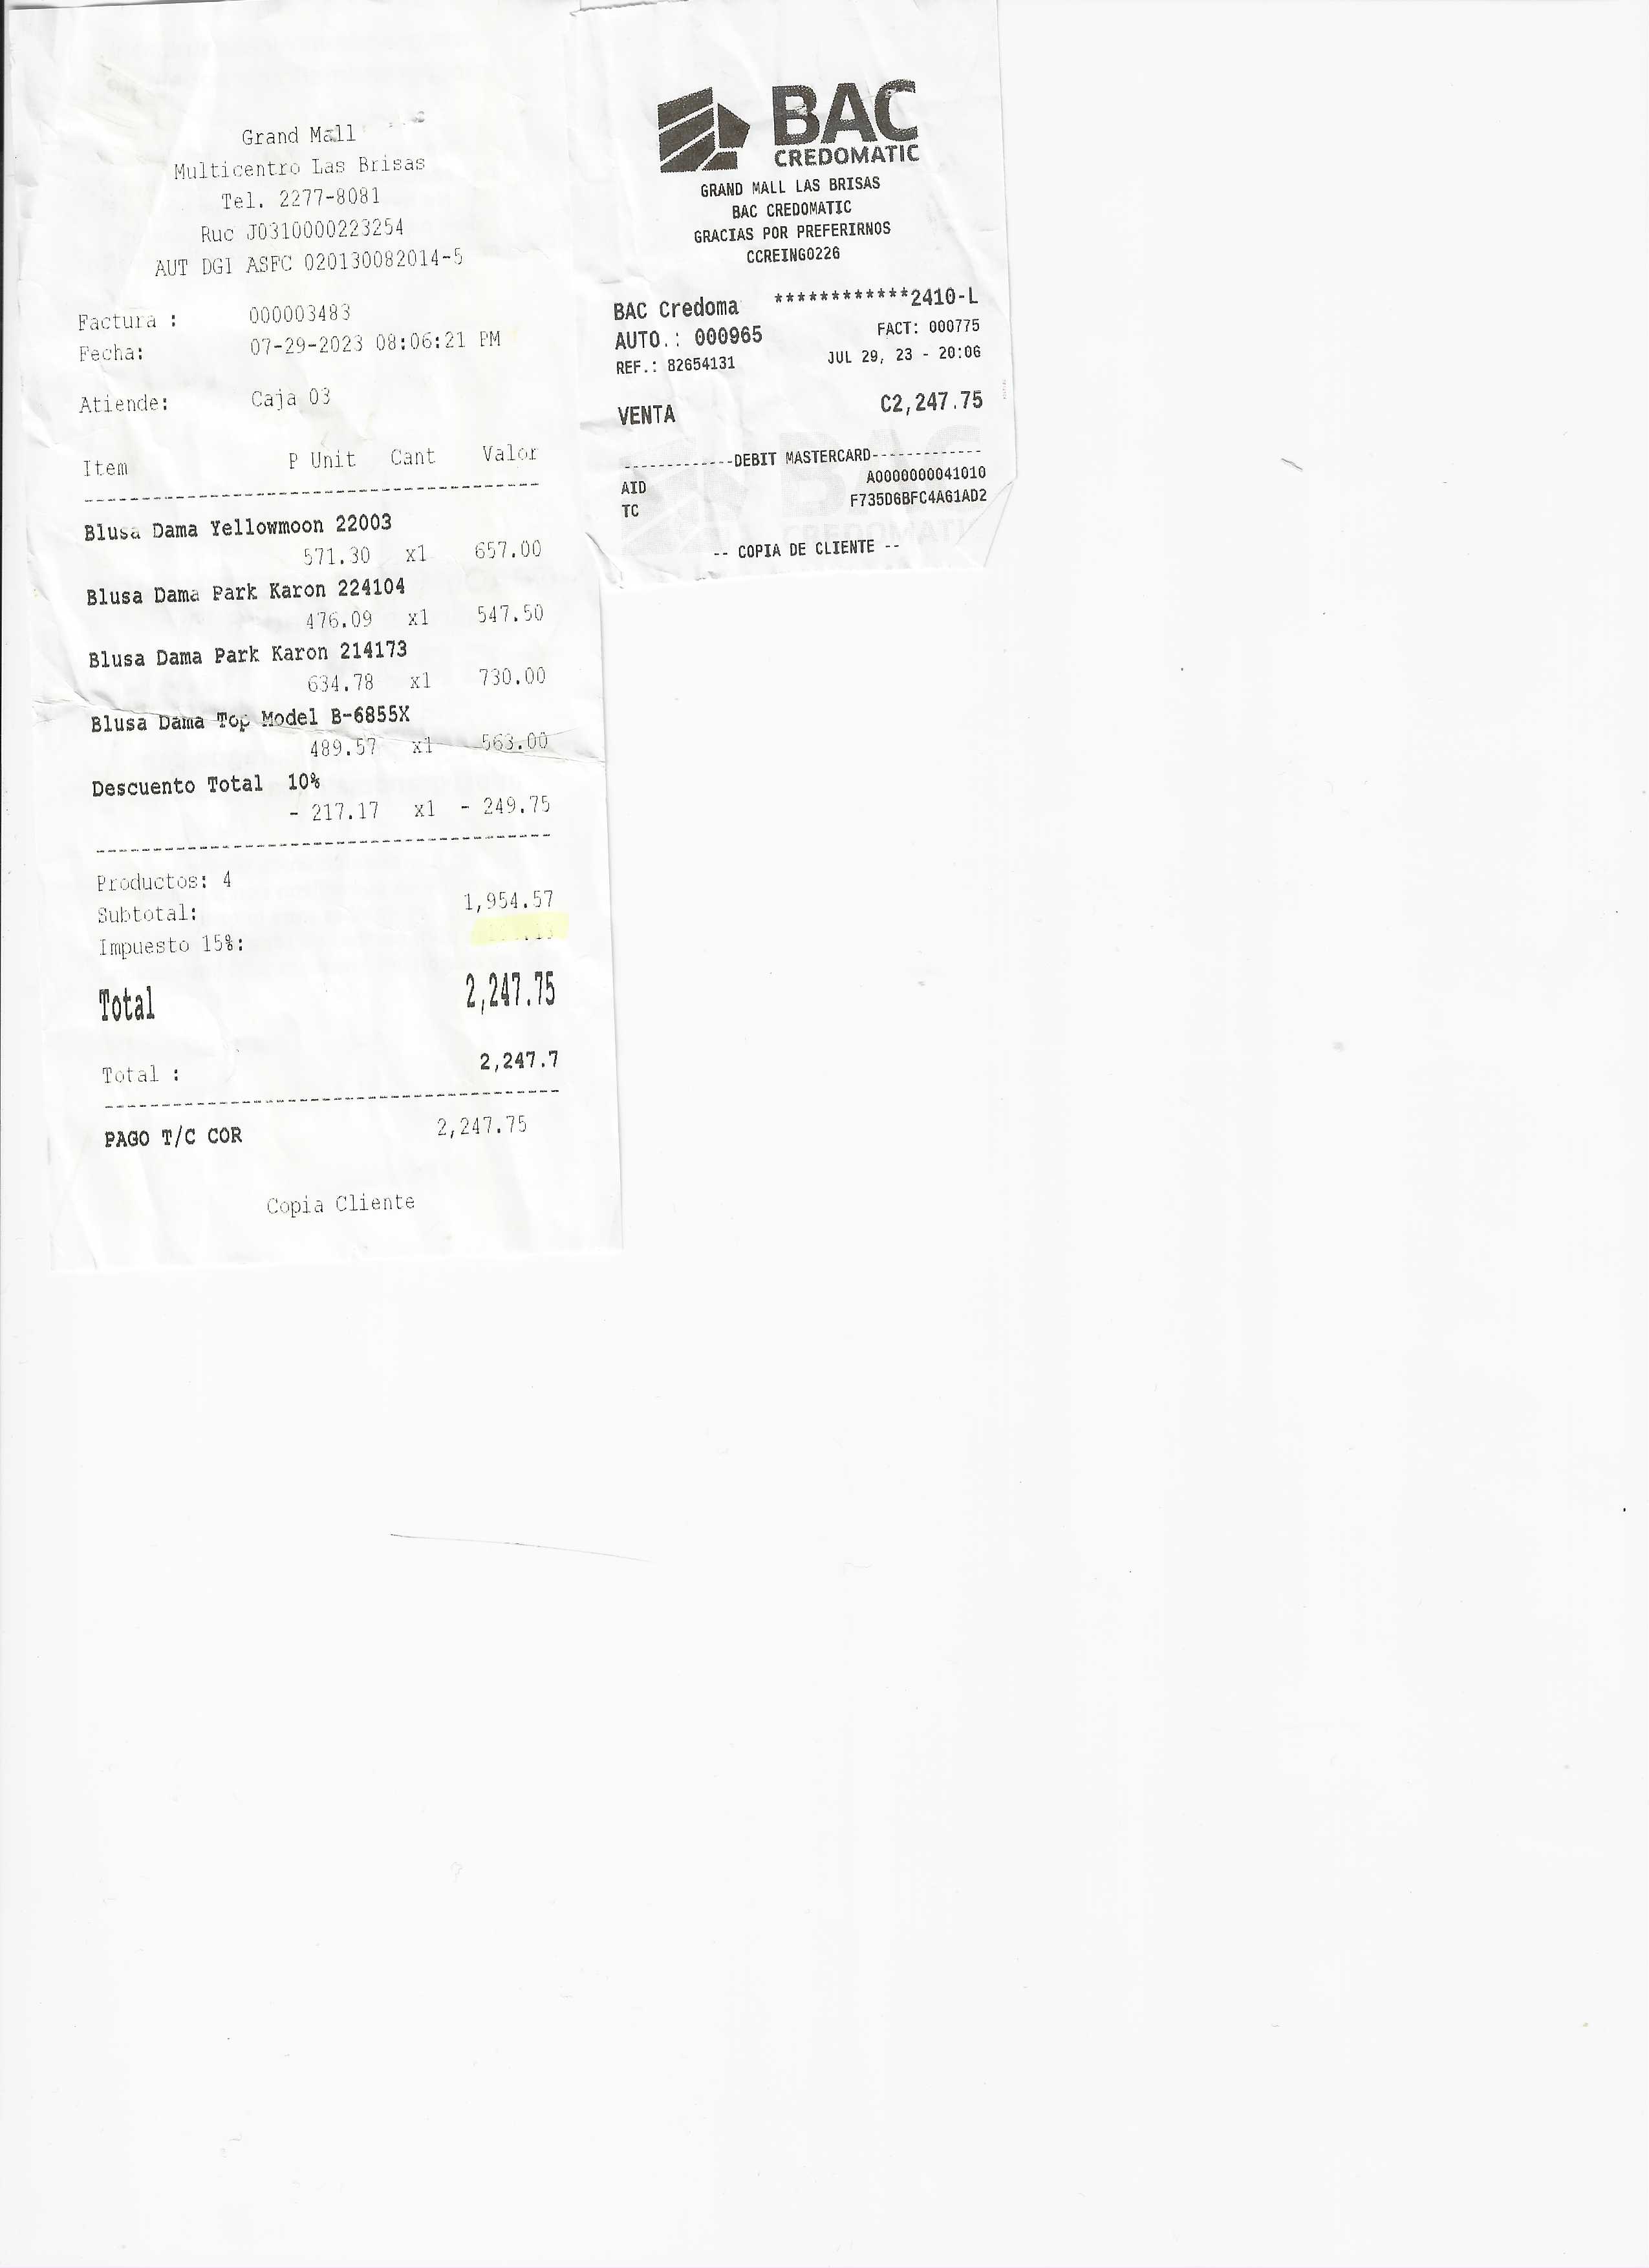 Grand Mall
Multicentro Las Brisas
Tel. 2277-8081
Ruc J0310000223254
AUT DGI ASFC 020130082014-5
Factura : 000003483
Fecha: 07-29-2023 08:06:21 PM
Atiende: Caja 03
Item P Unit Cant Valor
Blusa Dama Yellowmoon 22003
571.30 x1 657.00
Blusa Dama Park Karon 224104
476.09 x1 547.50
Blusa Dama Park Karon 214173
634.78 x1 730.00
Blusa Dama Top Model B-6855X
489.57 x1 563.00
Descuento Total 10%
- 217.17 x1 - 249.75
Productos: 4
Subtotal: 1,954.57
Impuesto 15%:
Total 2,247.75
Total : 2,247.7
PAGO T/C COR 2,247.75
Copia Cliente
BAC
CREDOMATIC
GRAND MALL LAS BRISAS
BAC CREDOMATIC
GRACIAS POR PREFERIRNOS
CCREING0226
BAC Credoma ************2410-L
AUTO.: 000965 FACT: 000775
REF.: 82654131 JUL 29, 23 - 20:06
VENTA C2,247.75
------------DEBIT MASTERCARD-------------
AID A0000000041010
TC F735D6BFC4A61AD2
-- COPIA DE CLIENTE --